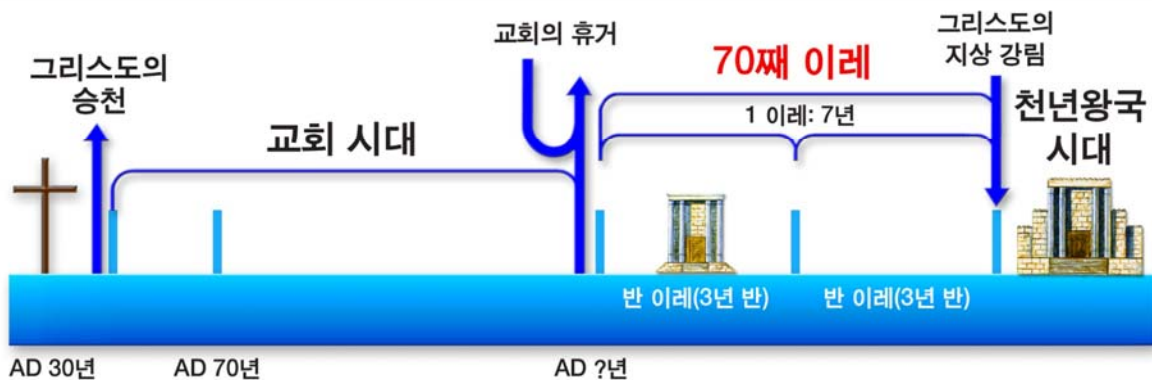 그리스도의
승천
교회 시대
교회의 휴거
70째 이레
1 이레: 7년
그리스도의
지상 강림
천년왕국
시대
반 이레(3년 반)
반 이레(3년 반)
AD 30년
AD 70년
AD ?년